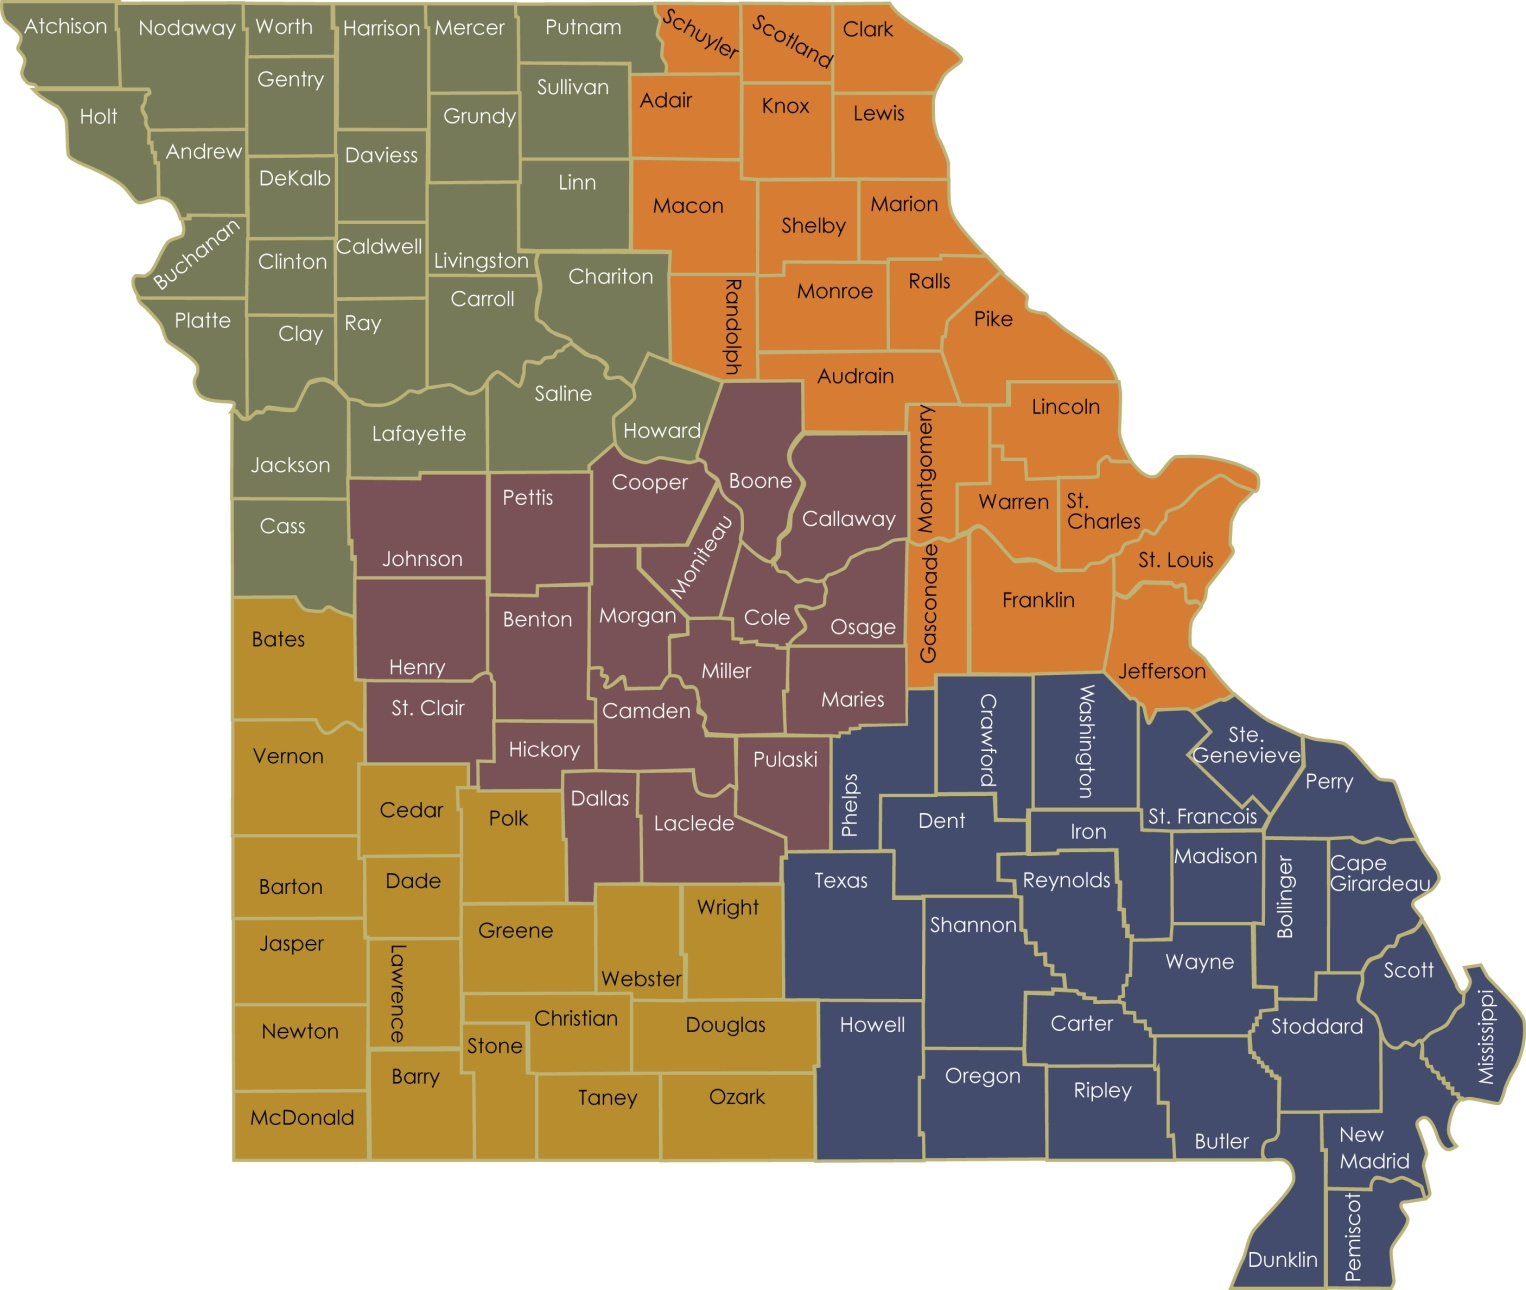 Atchison
Nodaway
Worth
Harrison
Mercer
Putnam
Schuyler
Scotland
Clark
Gentry
Sullivan
Adair
Knox
Lewis
Holt
Grundy
Andrew
Daviess
DeKalb
Linn
Macon
Shelby
Marion
Buchanan
Clinton
Caldwell
Livingston
Chariton
Randolph
Monroe
Ralls
Platte
Clay
Ray
Carroll
Pike
Audrain
Saline
Howard
Lincoln
Jackson
Lafayette
Cooper
Boone
Callaway
Montgomery
Warren
St.
Charles
Cass
Johnson
Pettis
Moniteau
St. Louis
Bates
Henry
Benton
Morgan
Cole
Osage
Gasconade
Franklin
Jefferson
St. Clair
Camden
Miller
Maries
Crawford
Washington
Ste.
Genevieve
Vernon
Hickory
Pulaski
Phelps
St. Francois
Perry
Cedar
Polk
Dallas
Laclede
Dent
Iron
Madison
Bollinger
Cape
Girardeau
Barton
Dade
Texas
Reynolds
Jasper
Lawrence
Greene
Webster
Wright
Shannon
Wayne
Scott
Mississippi
Newton
Christian
Stone
Douglas
Howell
Carter
Stoddard
McDonald
Barry
Taney
Ozark
Oregon
Ripley
Butler
New
Madrid
Dunklin
Pemiscot